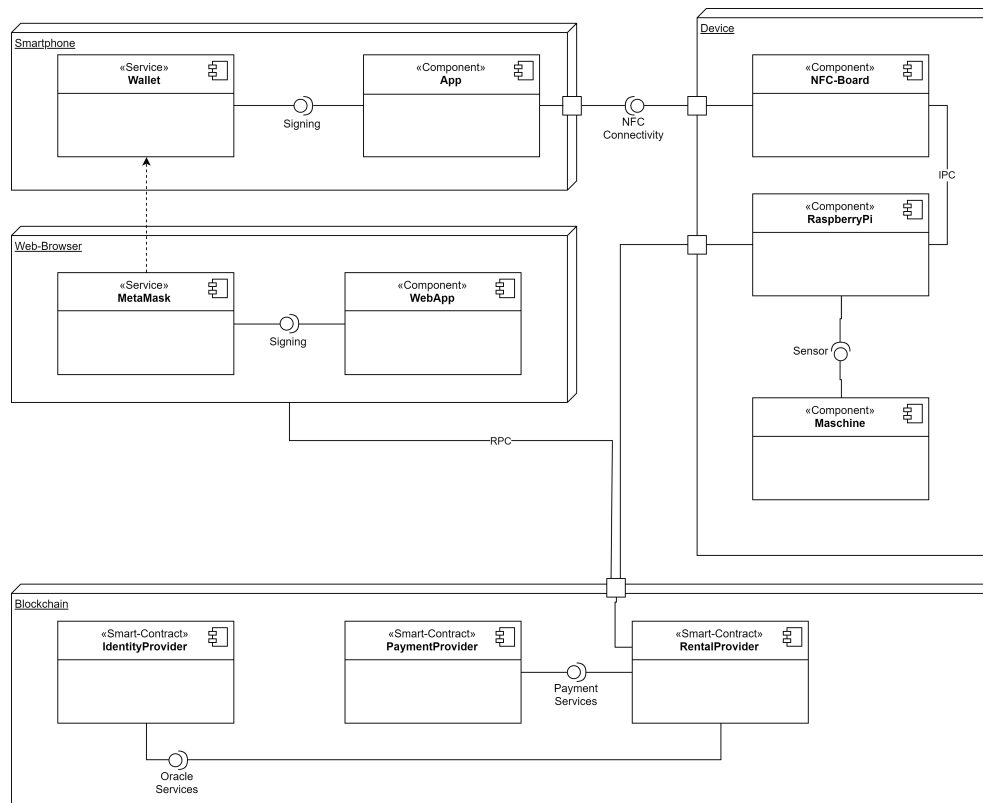 Smartphone
«Service»
Wallet
Signing
«Component»
App
NFC
Connectivity
Device
«Component»
NFC-Board
IPC
«Component»
RaspberryPi
Sensor
«Component»
Maschine
Web-Browser
«Service»
MetaMask
Signing
«Component»
WebApp
RPC
Blockchain
«Smart-Contract»
IdentityProvider
«Smart-Contract»
PaymentProvider
Payment
Services
«Smart-Contract»
RentalProvider
Oracle
Services